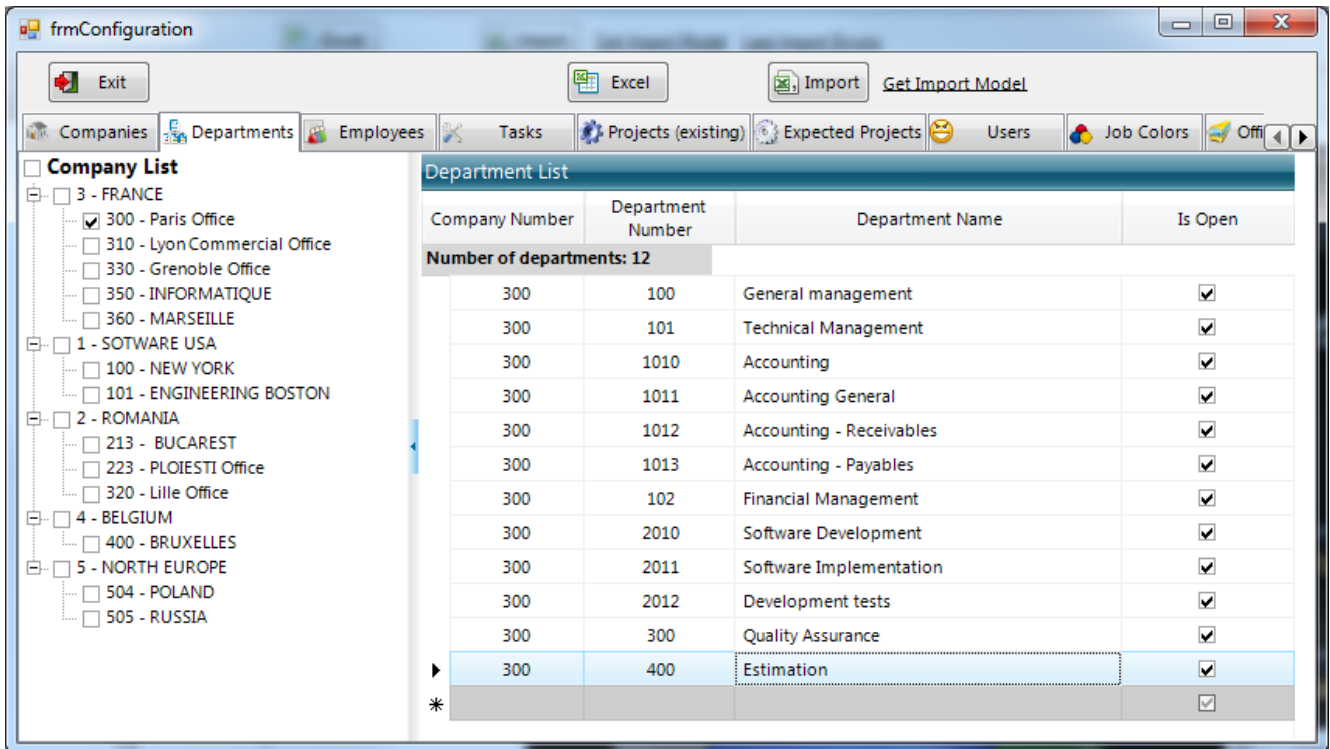 frmConfiguration
Exit
Excel
Import
Get Import Model
Companies
Departments
Employees
Tasks
Projects (existing)
Expected Projects
Users
Job Colors
Offi
Company List
3 - FRANCE
300 - Paris Office
310 - Lyon Commercial Office
330 - Grenoble Office
350 - INFORMATIQUE
360 - MARSEILLE
1 - SOTWARE USA
100 - NEW YORK
101 - ENGINEERING BOSTON
2 - ROMANIA
213 -  BUCAREST
223 - PLOIESTI Office
320 - Lille Office
4 - BELGIUM
400 - BRUXELLES
5 - NORTH EUROPE
504 - POLAND
505 - RUSSIA
Department List
Company Number Department Number Department Name Is Open
Number of departments: 12
300 100 General management
300 101 Technical Management
300 1010 Accounting
300 1011 Accounting General
300 1012 Accounting - Receivables
300 1013 Accounting - Payables
300 102 Financial Management
300 2010 Software Development
300 2011 Software Implementation
300 2012 Development tests
300 300 Quality Assurance
300 400 Estimation